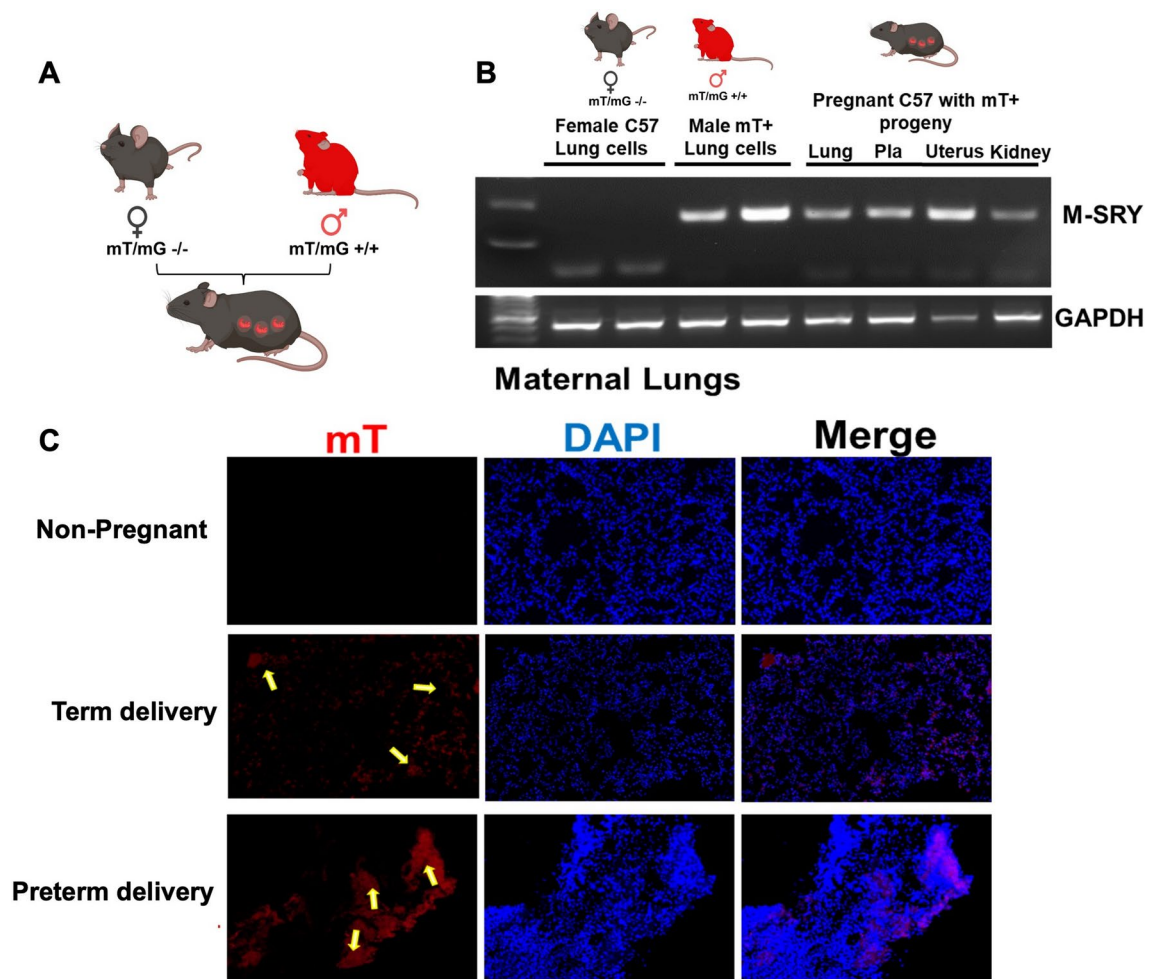 A
♀
mT/mG -/-
♂
mT/mG +/+
B
♀
mT/mG -/-
♂
mT/mG +/+
Female C57
Lung cells
Male mT+
Lung cells
Pregnant C57 with mT+
progeny
Lung Pla Uterus Kidney
M-SRY
GAPDH
Maternal Lungs
C
mT DAPI Merge
Non-Pregnant
Term delivery
Preterm delivery